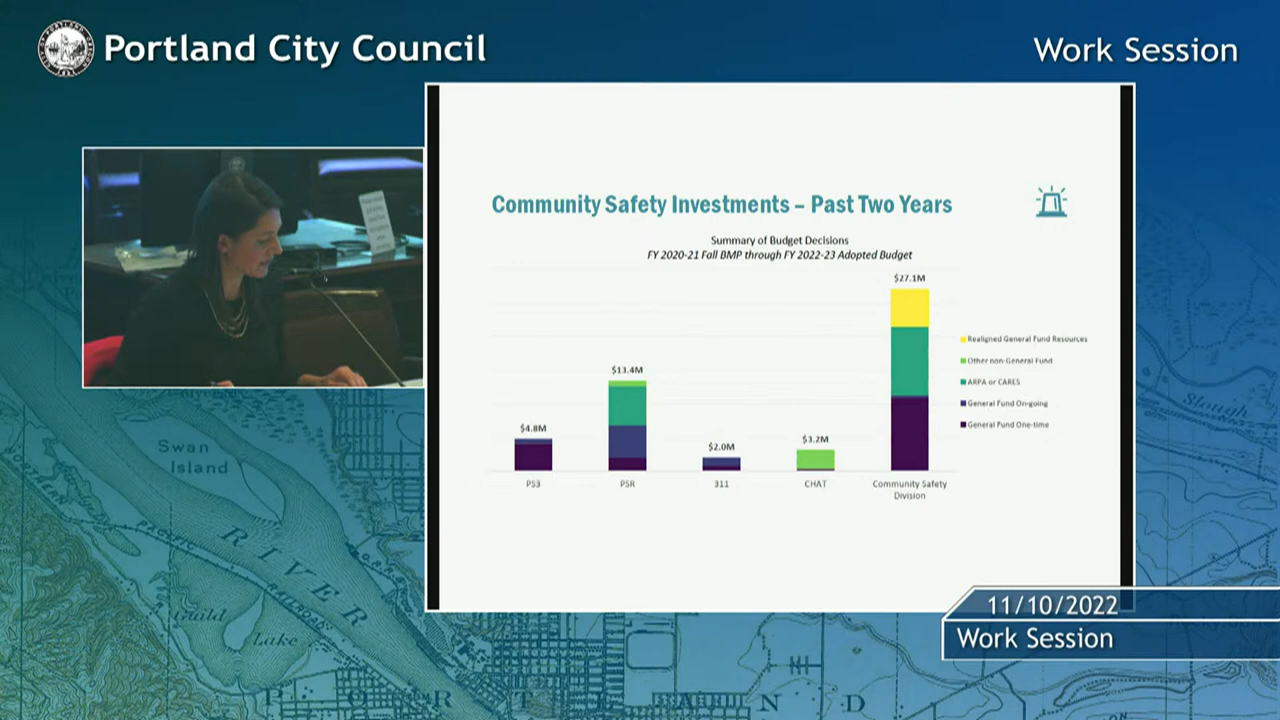 Portland City Council
Work Session
Community Safety Investments – Past Two Years
Summary of Budget Decisions
FY 2020-21 Fall BMP through FY 2022-23 Adopted Budget
$27.1M
$13.4M
$4.8M
$2.0M
$3.2M
Realigned General Fund Resources
Other non-General Fund
ARPA or CARES
General Fund On-going
General Fund One-time
PS3
PSR
311
CHAT
Community Safety
Division
Swan
Island
RIVER
PACIFIC
RAILROAD
Guild
Lake
Slough
11/10/2022
Work Session